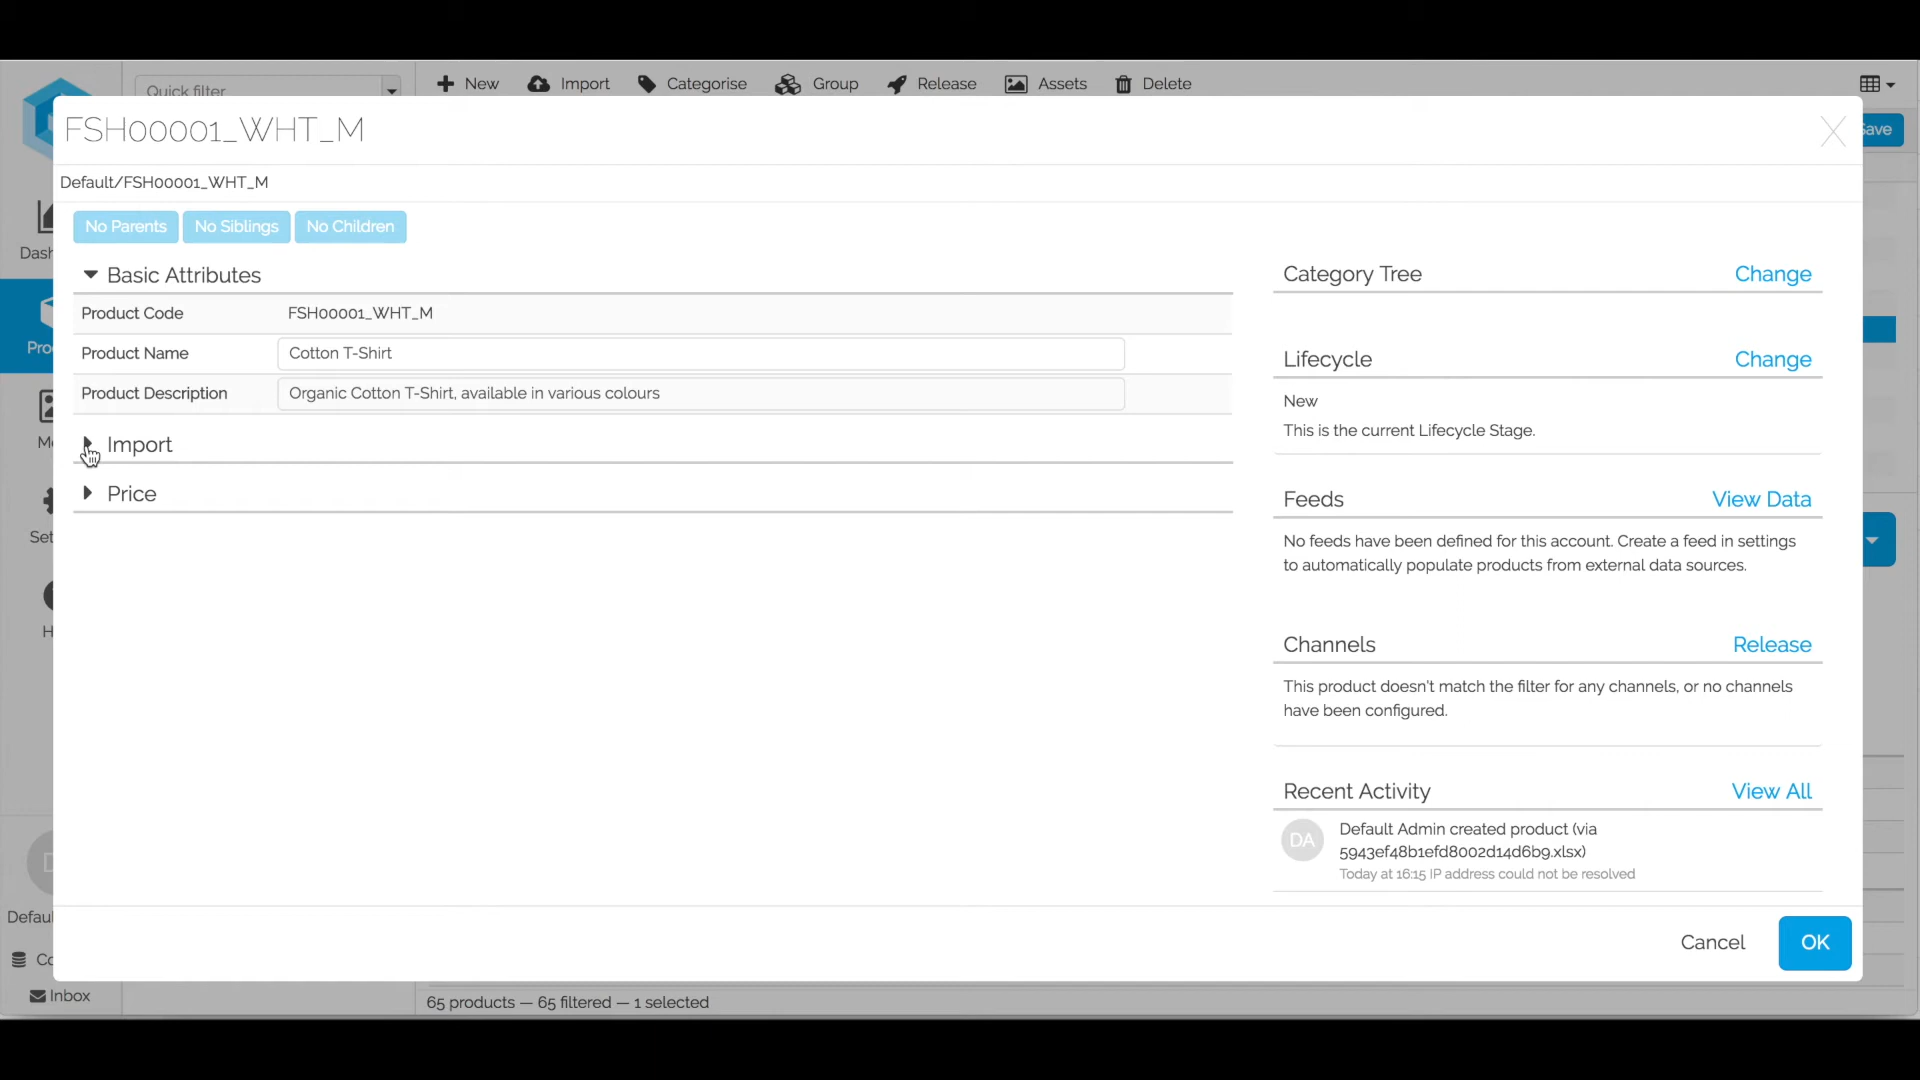 Quick filter
New
Import
Categorise
Group
Release
Assets
Delete
FSH00001_WHT_M
X
Save
Default/FSH00001_WHT_M
No Parents
No Siblings
No Children
Basic Attributes
Product Code
FSH00001_WHT_M
Product Name
Cotton T-Shirt
Product Description
Organic Cotton T-Shirt, available in various colours
Import
Price
Category Tree
Change
Lifecycle
Change
New
This is the current Lifecycle Stage.
Feeds
View Data
No feeds have been defined for this account. Create a feed in settings
to automatically populate products from external data sources.
Channels
Release
This product doesn't match the filter for any channels, or no channels
have been configured.
Recent Activity
View All
DA
Default Admin created product (via
5943ef48b1efd8002d14d6b9.xlsx)
Today at 16:15 IP address could not be resolved
Cancel
OK
Inbox
65 products — 65 filtered — 1 selected